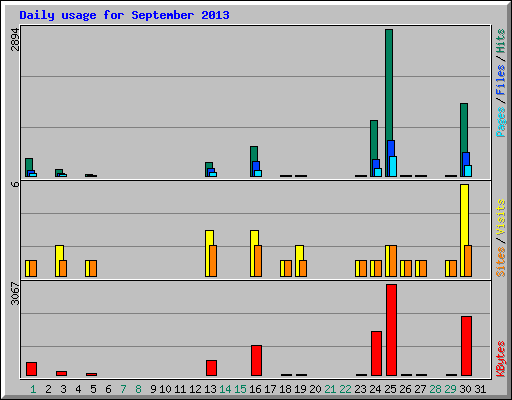 Daily usage for September 2013
2894
Pages / Files / Hits
6
Sites / Visits
3067
KBytes
1 2 3 4 5 6 7 8 9 10 11 12 13 14 15 16 17 18 19 20 21 22 23 24 25 26 27 28 29 30 31